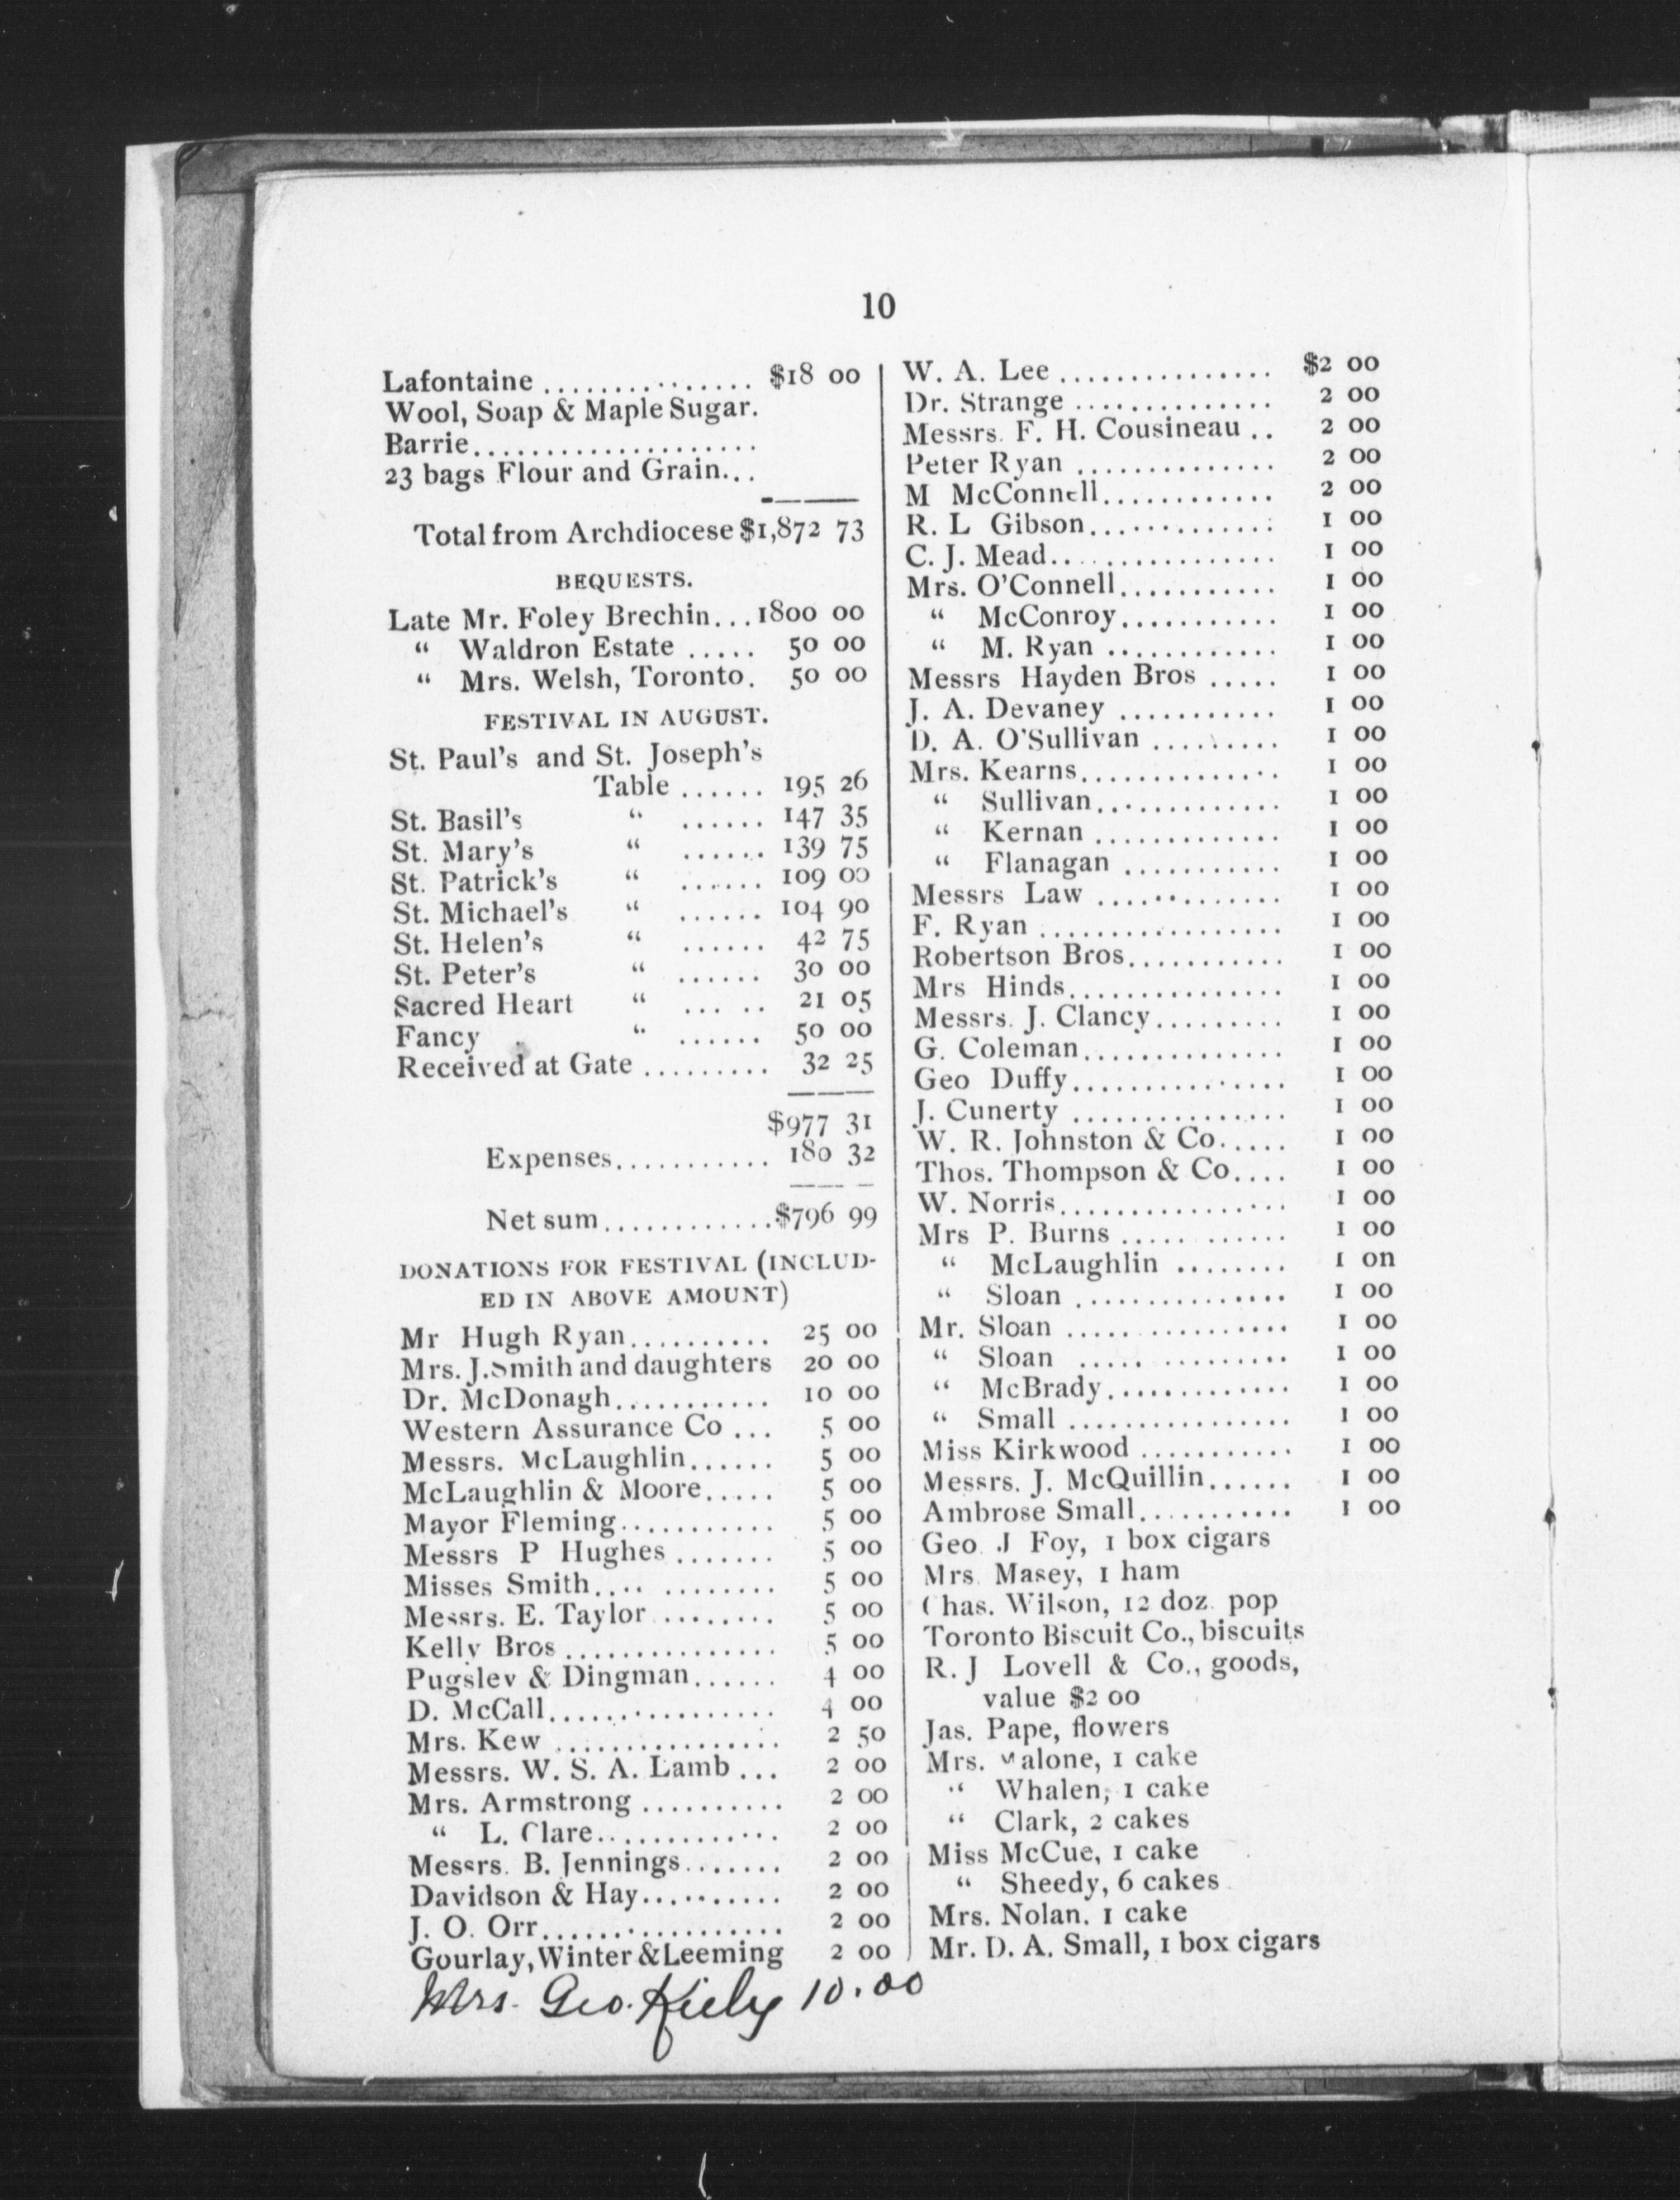 10
Lafontaine ............... $18 00
Wool, Soap & Maple Sugar.
Barrie....................
23 bags Flour and Grain...
Total from Archdiocese $1,872 73
BEQUESTS.
Late Mr. Foley Brechin... 1800 00
“ Waldron Estate ..... 50 00
“ Mrs. Welsh, Toronto. 50 00
FESTIVAL IN AUGUST.
St. Paul's and St. Joseph's
Table ...... 195 26
St. Basil's “ ...... 147 35
St. Mary's “ ...... 139 75
St. Patrick's “ ...... 109 00
St. Michael's “ ...... 104 90
St. Helen's “ ...... 42 75
St. Peter's “ ...... 30 00
Sacred Heart “ ... .. 21 05
Fancy “ ...... 50 00
Received at Gate ......... 32 25
$977 31
Expenses........... 180 32
Net sum............$796 99
DONATIONS FOR FESTIVAL (INCLUD-
ED IN ABOVE AMOUNT)
Mr Hugh Ryan.......... 25 00
Mrs. J. Smith and daughters 20 00
Dr. McDonagh........... 10 00
Western Assurance Co ... 5 00
Messrs. McLaughlin...... 5 00
McLaughlin & Moore..... 5 00
Mayor Fleming........... 5 00
Messrs P Hughes ....... 5 00
Misses Smith.... ........ 5 00
Messrs. E. Taylor ........ 5 00
Kelly Bros ............... 5 00
Pugsley & Dingman...... 4 00
D. McCall................ 4 00
Mrs. Kew ................ 2 50
Messrs. W. S. A. Lamb ... 2 00
Mrs. Armstrong .......... 2 00
“ L. Clare............. 2 00
Messrs. B. Jennings....... 2 00
Davidson & Hay.......... 2 00
J. O. Orr................. 2 00
Gourlay, Winter & Leeming 2 00
Mrs. Geo. Kiely 10.00
W. A. Lee ............... $2 00
Dr. Strange .............. 2 00
Messrs. F. H. Cousineau .. 2 00
Peter Ryan .............. 2 00
M McConnell............ 2 00
R. L Gibson............. 1 00
C. J. Mead................ 1 00
Mrs. O'Connell........... 1 00
“ McConroy........... 1 00
“ M. Ryan ............ 1 00
Messrs Hayden Bros ..... 1 00
J. A. Devaney ........... 1 00
D. A. O'Sullivan ......... 1 00
Mrs. Kearns.............. 1 00
“ Sullivan............. 1 00
“ Kernan ............. 1 00
“ Flanagan ........... 1 00
Messrs Law ............. 1 00
F. Ryan ................. 1 00
Robertson Bros........... 1 00
Mrs Hinds............... 1 00
Messrs. J. Clancy......... 1 00
G. Coleman.............. 1 00
Geo Duffy............... 1 00
J. Cunerty ............... 1 00
W. R. Johnston & Co..... 1 00
Thos. Thompson & Co.... 1 00
W. Norris................ 1 00
Mrs P. Burns ..... ...... 1 00
“ McLaughlin ........ 1 on
“ Sloan ............... 1 00
Mr. Sloan ................ 1 00
“ Sloan ..... ......... 1 00
“ McBrady............. 1 00
“ Small ................ 1 00
Miss Kirkwood ........... 1 00
Messrs. J. McQuillin...... 1 00
Ambrose Small........... 1 00
Geo. J Foy, 1 box cigars
Mrs. Masey, 1 ham
Chas. Wilson, 12 doz. pop
Toronto Biscuit Co., biscuits
R. J Lovell & Co., goods,
value $2 00
Jas. Pape, flowers
Mrs. Malone, 1 cake
“ Whalen, 1 cake
“ Clark, 2 cakes
Miss McCue, 1 cake
“ Sheedy, 6 cakes
Mrs. Nolan. 1 cake
Mr. D. A. Small, 1 box cigars